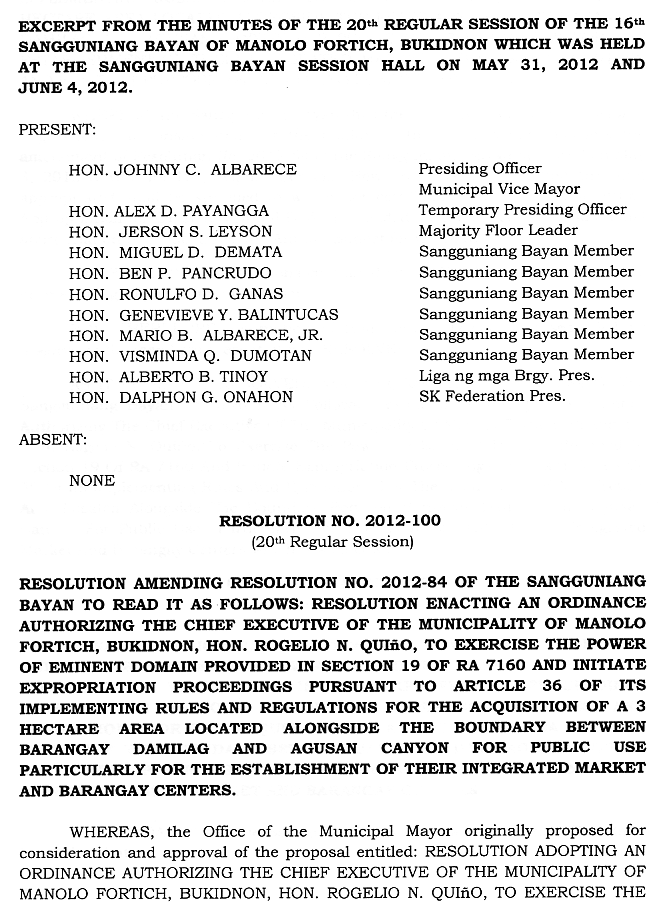 EXCERPT FROM THE MINUTES OF THE 20th REGULAR SESSION OF THE 16th
SANGGUNIANG BAYAN OF MANOLO FORTICH, BUKIDNON WHICH WAS HELD
AT THE SANGGUNIANG BAYAN SESSION HALL ON MAY 31, 2012 AND
JUNE 4, 2012.
PRESENT:
HON. JOHNNY C. ALBARECE Presiding Officer
Municipal Vice Mayor
HON. ALEX D. PAYANGGA Temporary Presiding Officer
HON. JERSON S. LEYSON Majority Floor Leader
HON. MIGUEL D. DEMATA Sangguniang Bayan Member
HON. BEN P. PANCRUDO Sangguniang Bayan Member
HON. RONULFO D. GANAS Sangguniang Bayan Member
HON. GENEVIEVE Y. BALINTUCAS Sangguniang Bayan Member
HON. MARIO B. ALBARECE, JR. Sangguniang Bayan Member
HON. VISMINDA Q. DUMOTAN Sangguniang Bayan Member
HON. ALBERTO B. TINOY Liga ng mga Brgy. Pres.
HON. DALPHON G. ONAHON SK Federation Pres.
ABSENT:
NONE
RESOLUTION NO. 2012-100
(20th Regular Session)
RESOLUTION AMENDING RESOLUTION NO. 2012-84 OF THE SANGGUNIANG
BAYAN TO READ IT AS FOLLOWS: RESOLUTION ENACTING AN ORDINANCE
AUTHORIZING THE CHIEF EXECUTIVE OF THE MUNICIPALITY OF MANOLO
FORTICH, BUKIDNON, HON. ROGELIO N. QUIñO, TO EXERCISE THE POWER
OF EMINENT DOMAIN PROVIDED IN SECTION 19 OF RA 7160 AND INITIATE
EXPROPRIATION PROCEEDINGS PURSUANT TO ARTICLE 36 OF ITS
IMPLEMENTING RULES AND REGULATIONS FOR THE ACQUISITION OF A 3
HECTARE AREA LOCATED ALONGSIDE THE BOUNDARY BETWEEN
BARANGAY DAMILAG AND AGUSAN CANYON FOR PUBLIC USE
PARTICULARLY FOR THE ESTABLISHMENT OF THEIR INTEGRATED MARKET
AND BARANGAY CENTERS.
WHEREAS, the Office of the Municipal Mayor originally proposed for
consideration and approval of the proposal entitled: RESOLUTION ADOPTING AN
ORDINANCE AUTHORIZING THE CHIEF EXECUTIVE OF THE MUNICIPALITY OF
MANOLO FORTICH, BUKIDNON, HON. ROGELIO N. QUIñO, TO EXERCISE THE